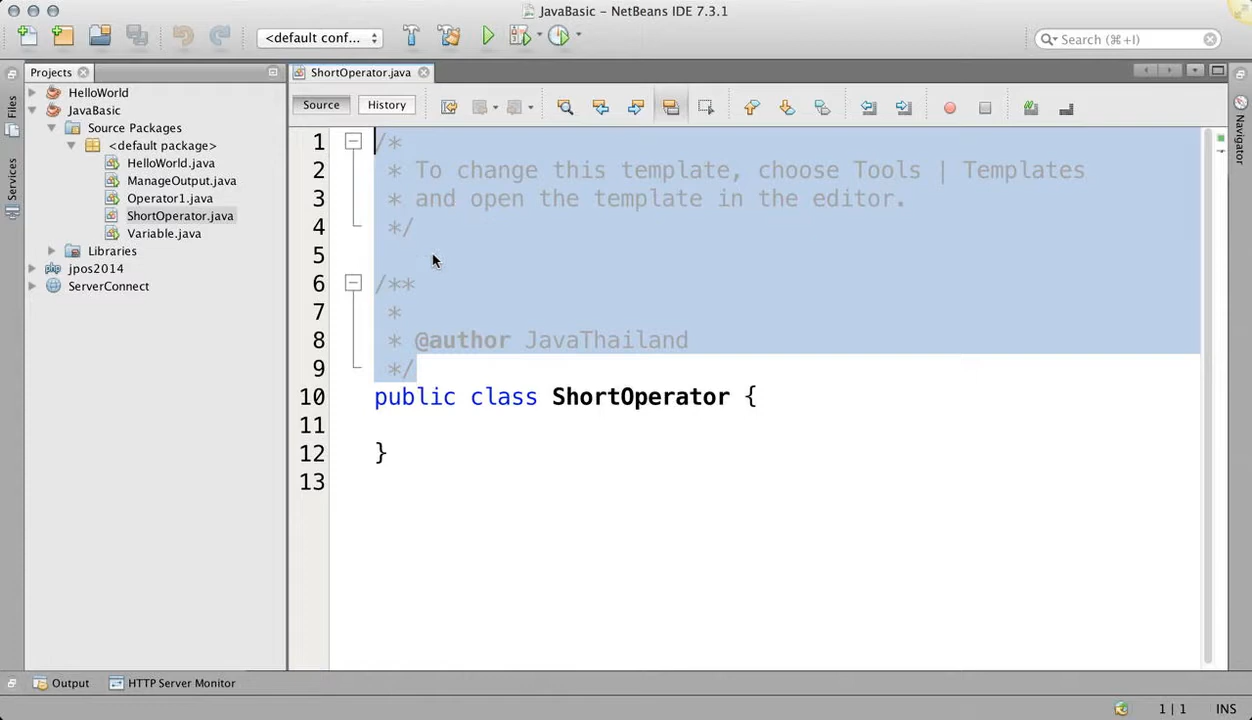 JavaBasic – NetBeans IDE 7.3.1
<default conf...
Search (⌘+I)
Projects
ShortOperator.java
Files
Services
Navigator
Source
History
HelloWorld
JavaBasic
Source Packages
<default package>
HelloWorld.java
ManageOutput.java
Operator1.java
ShortOperator.java
Variable.java
Libraries
jpos2014
php
ServerConnect
1 /*
2 * To change this template, choose Tools | Templates
3 * and open the template in the editor.
4 */
5
6 /**
7 *
8 * @author JavaThailand
9 */
10 public class ShortOperator {
11
12 }
13
Output
HTTP Server Monitor
1 | 1
INS